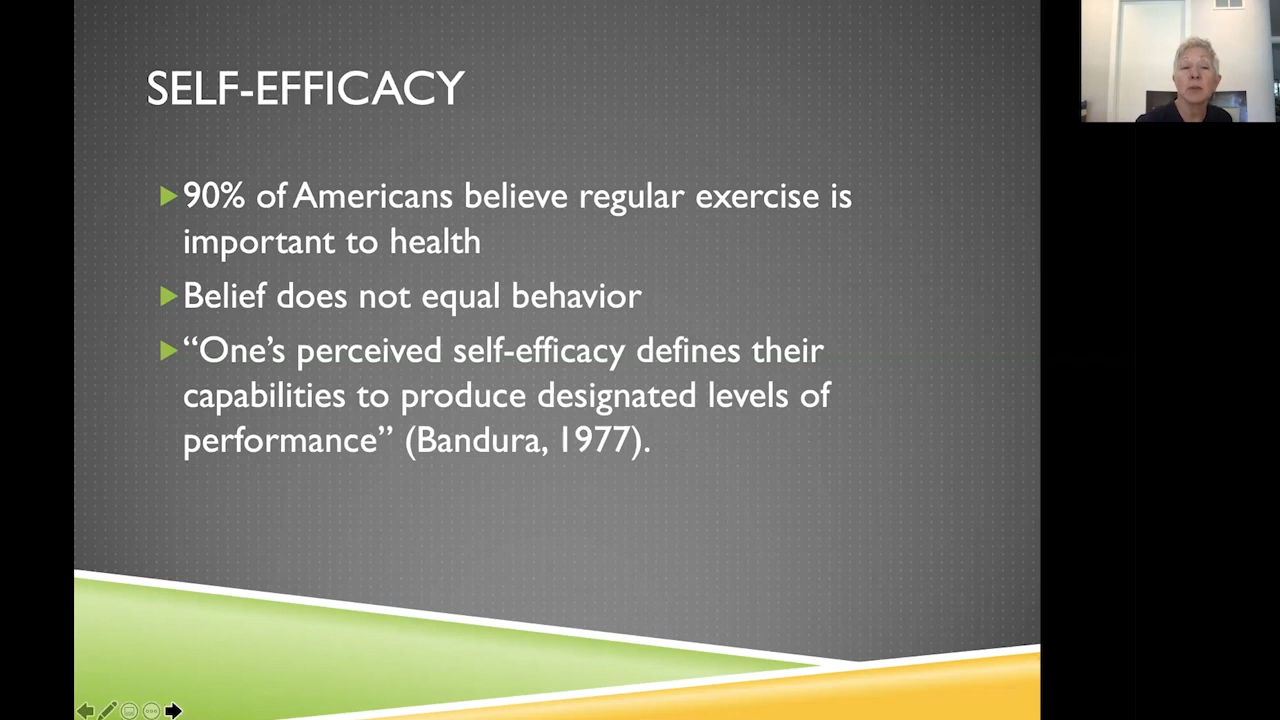 SELF-EFFICACY
90% of Americans believe regular exercise is
important to health
Belief does not equal behavior
“One’s perceived self-efficacy defines their
capabilities to produce designated levels of
performance” (Bandura, 1977).